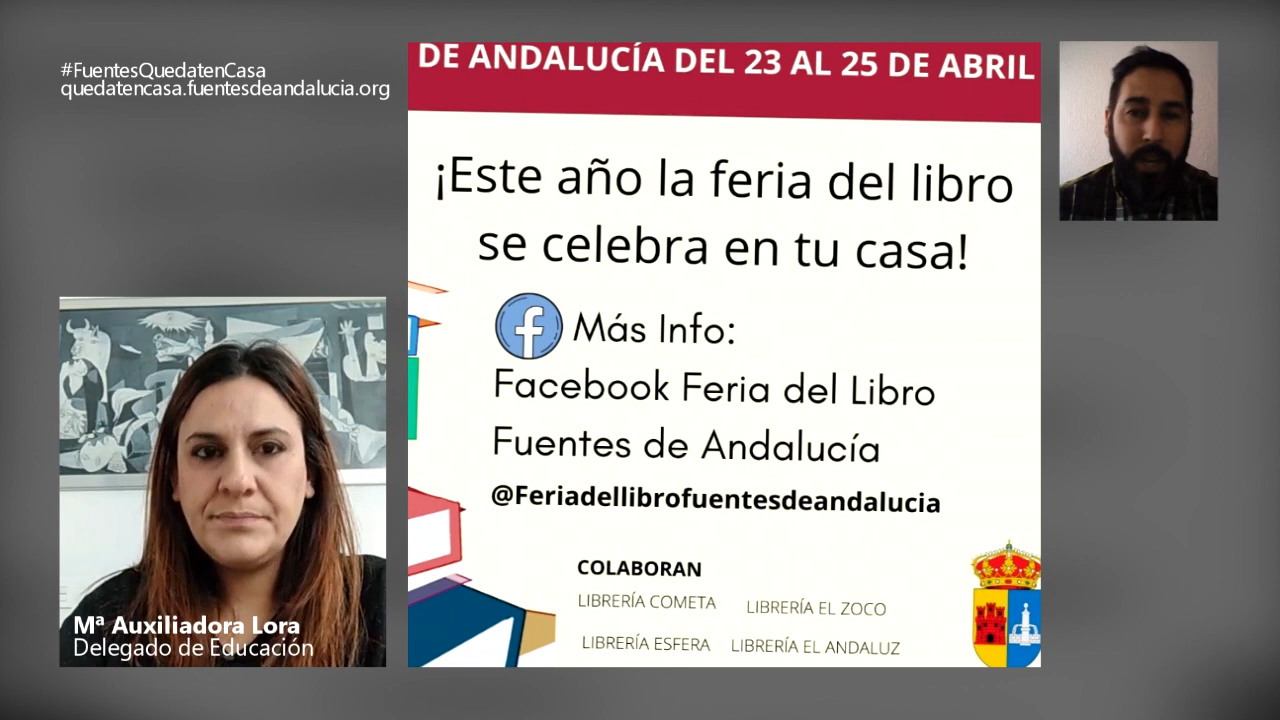 #FuentesQuedatenCasa
quedatencasa.fuentesdeandalucia.org
DE ANDALUCÍA DEL 23 AL 25 DE ABRIL
¡Este año la feria del libro
se celebra en tu casa!
Más Info:
Facebook Feria del Libro
Fuentes de Andalucía
@Feriadellibrofuentesdeandalucia
COLABORAN
LIBRERÍA COMETA LIBRERÍA EL ZOCO
LIBRERÍA ESFERA LIBRERÍA EL ANDALUZ
Mª Auxiliadora Lora
Delegado de Educación